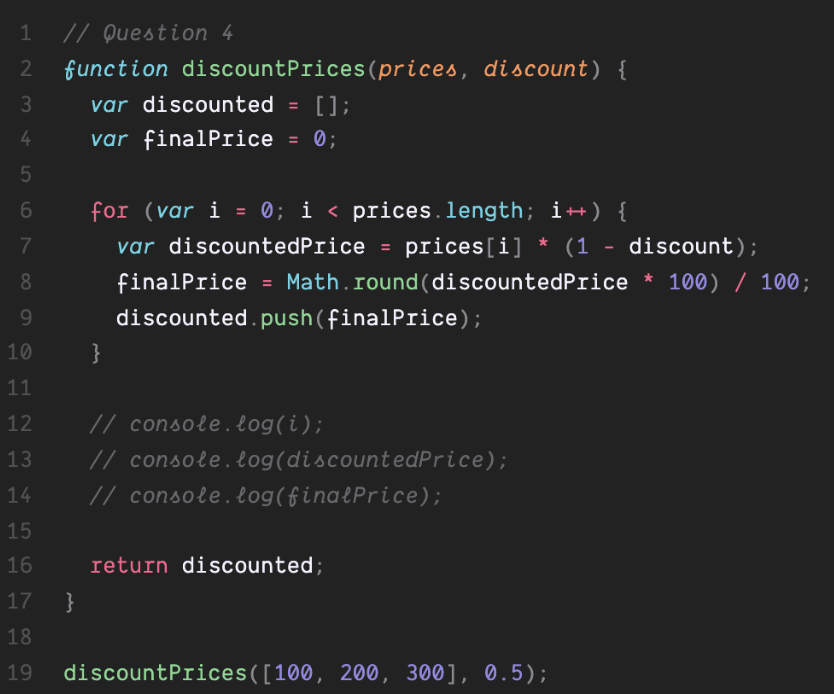 1 // Question 4
2 function discountPrices(prices, discount) {
3 var discounted = [];
4 var finalPrice = 0;
5
6 for (var i = 0; i < prices.length; i++) {
7 var discountedPrice = prices[i] * (1 - discount);
8 finalPrice = Math.round(discountedPrice * 100) / 100;
9 discounted.push(finalPrice);
10 }
11
12 // console.log(i);
13 // console.log(discountedPrice);
14 // console.log(finalPrice);
15
16 return discounted;
17 }
18
19 discountPrices([100, 200, 300], 0.5);